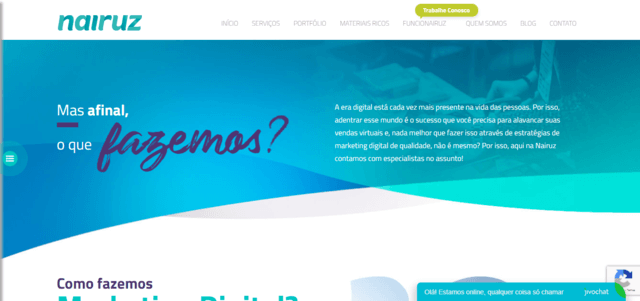 Trabalhe Conosco
nairuz
INÍCIO SERVIÇOS PORTFÓLIO MATERIAIS RICOS FUNCIONAIRUZ QUEM SOMOS BLOG CONTATO
Mas afinal,
o que fazemos?
A era digital está cada vez mais presente na vida das pessoas. Por isso,
adentrar esse mundo é o sucesso que você precisa para alavancar suas
vendas virtuais e, nada melhor que fazer isso através de estratégias de
marketing digital de qualidade, não é mesmo? Por isso, aqui na Nairuz
contamos com especialistas no assunto!
Como fazemos
Marketing Digital?
Olá! Estamos online, qualquer coisa só chamar